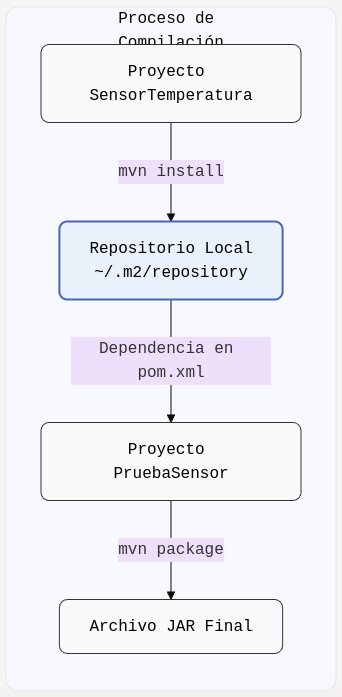 Proceso de
Compilación
Proyecto
SensorTemperatura
mvn install
Repositorio Local
~/.m2/repository
Dependencia en
pom.xml
Proyecto
PruebaSensor
mvn package
Archivo JAR Final